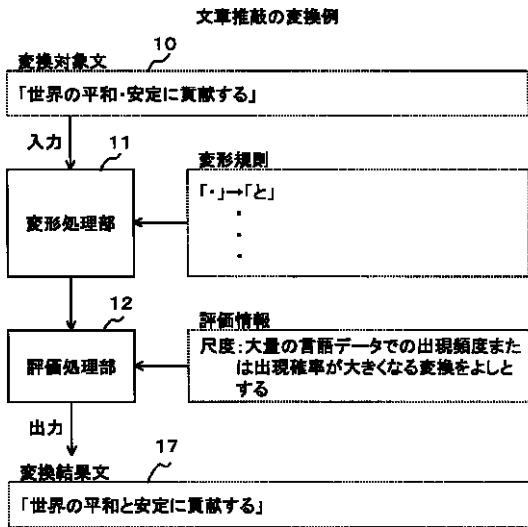 文章推敲の変換例
10
変換対象文
「世界の平和・安定に貢献する」
入力
11
変形処理部
変形規則
「・」→「と」
・
・
・
12
評価処理部
評価情報
尺度:大量の言語データでの出現頻度また
は出現確率が大きくなる変換をよしと
する
出力
17
変換結果文
「世界の平和と安定に貢献する」